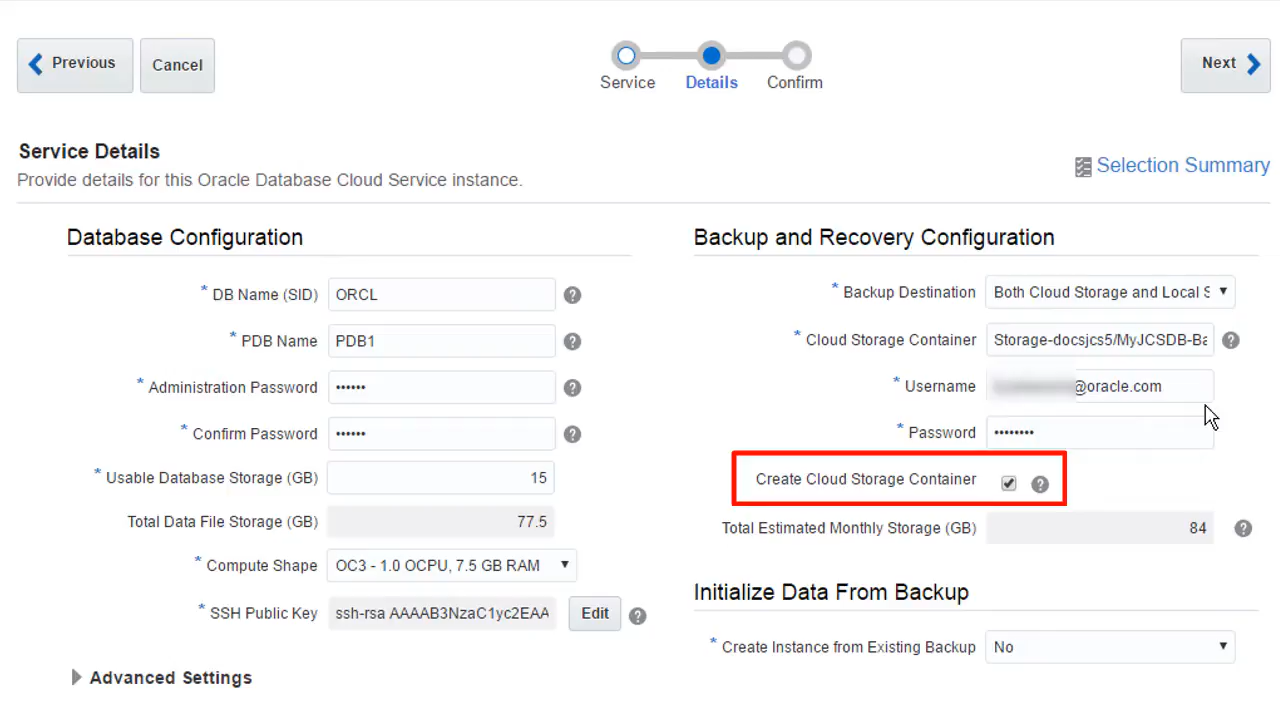 Previous
Cancel
Service
Details
Confirm
Next
Service Details
Provide details for this Oracle Database Cloud Service instance.
Selection Summary
Database Configuration
* DB Name (SID) ORCL ?
* PDB Name PDB1 ?
* Administration Password •••••• ?
* Confirm Password •••••• ?
* Usable Database Storage (GB) 15
Total Data File Storage (GB) 77.5
* Compute Shape OC3 - 1.0 OCPU, 7.5 GB RAM
* SSH Public Key ssh-rsa AAAAB3NzaC1yc2EAA Edit ?
Advanced Settings
Backup and Recovery Configuration
* Backup Destination Both Cloud Storage and Local S
* Cloud Storage Container Storage-docsjcs5/MyJCSDB-Ba ?
* Username @oracle.com
* Password ••••••••
Create Cloud Storage Container ?
Total Estimated Monthly Storage (GB) 84 ?
Initialize Data From Backup
* Create Instance from Existing Backup No